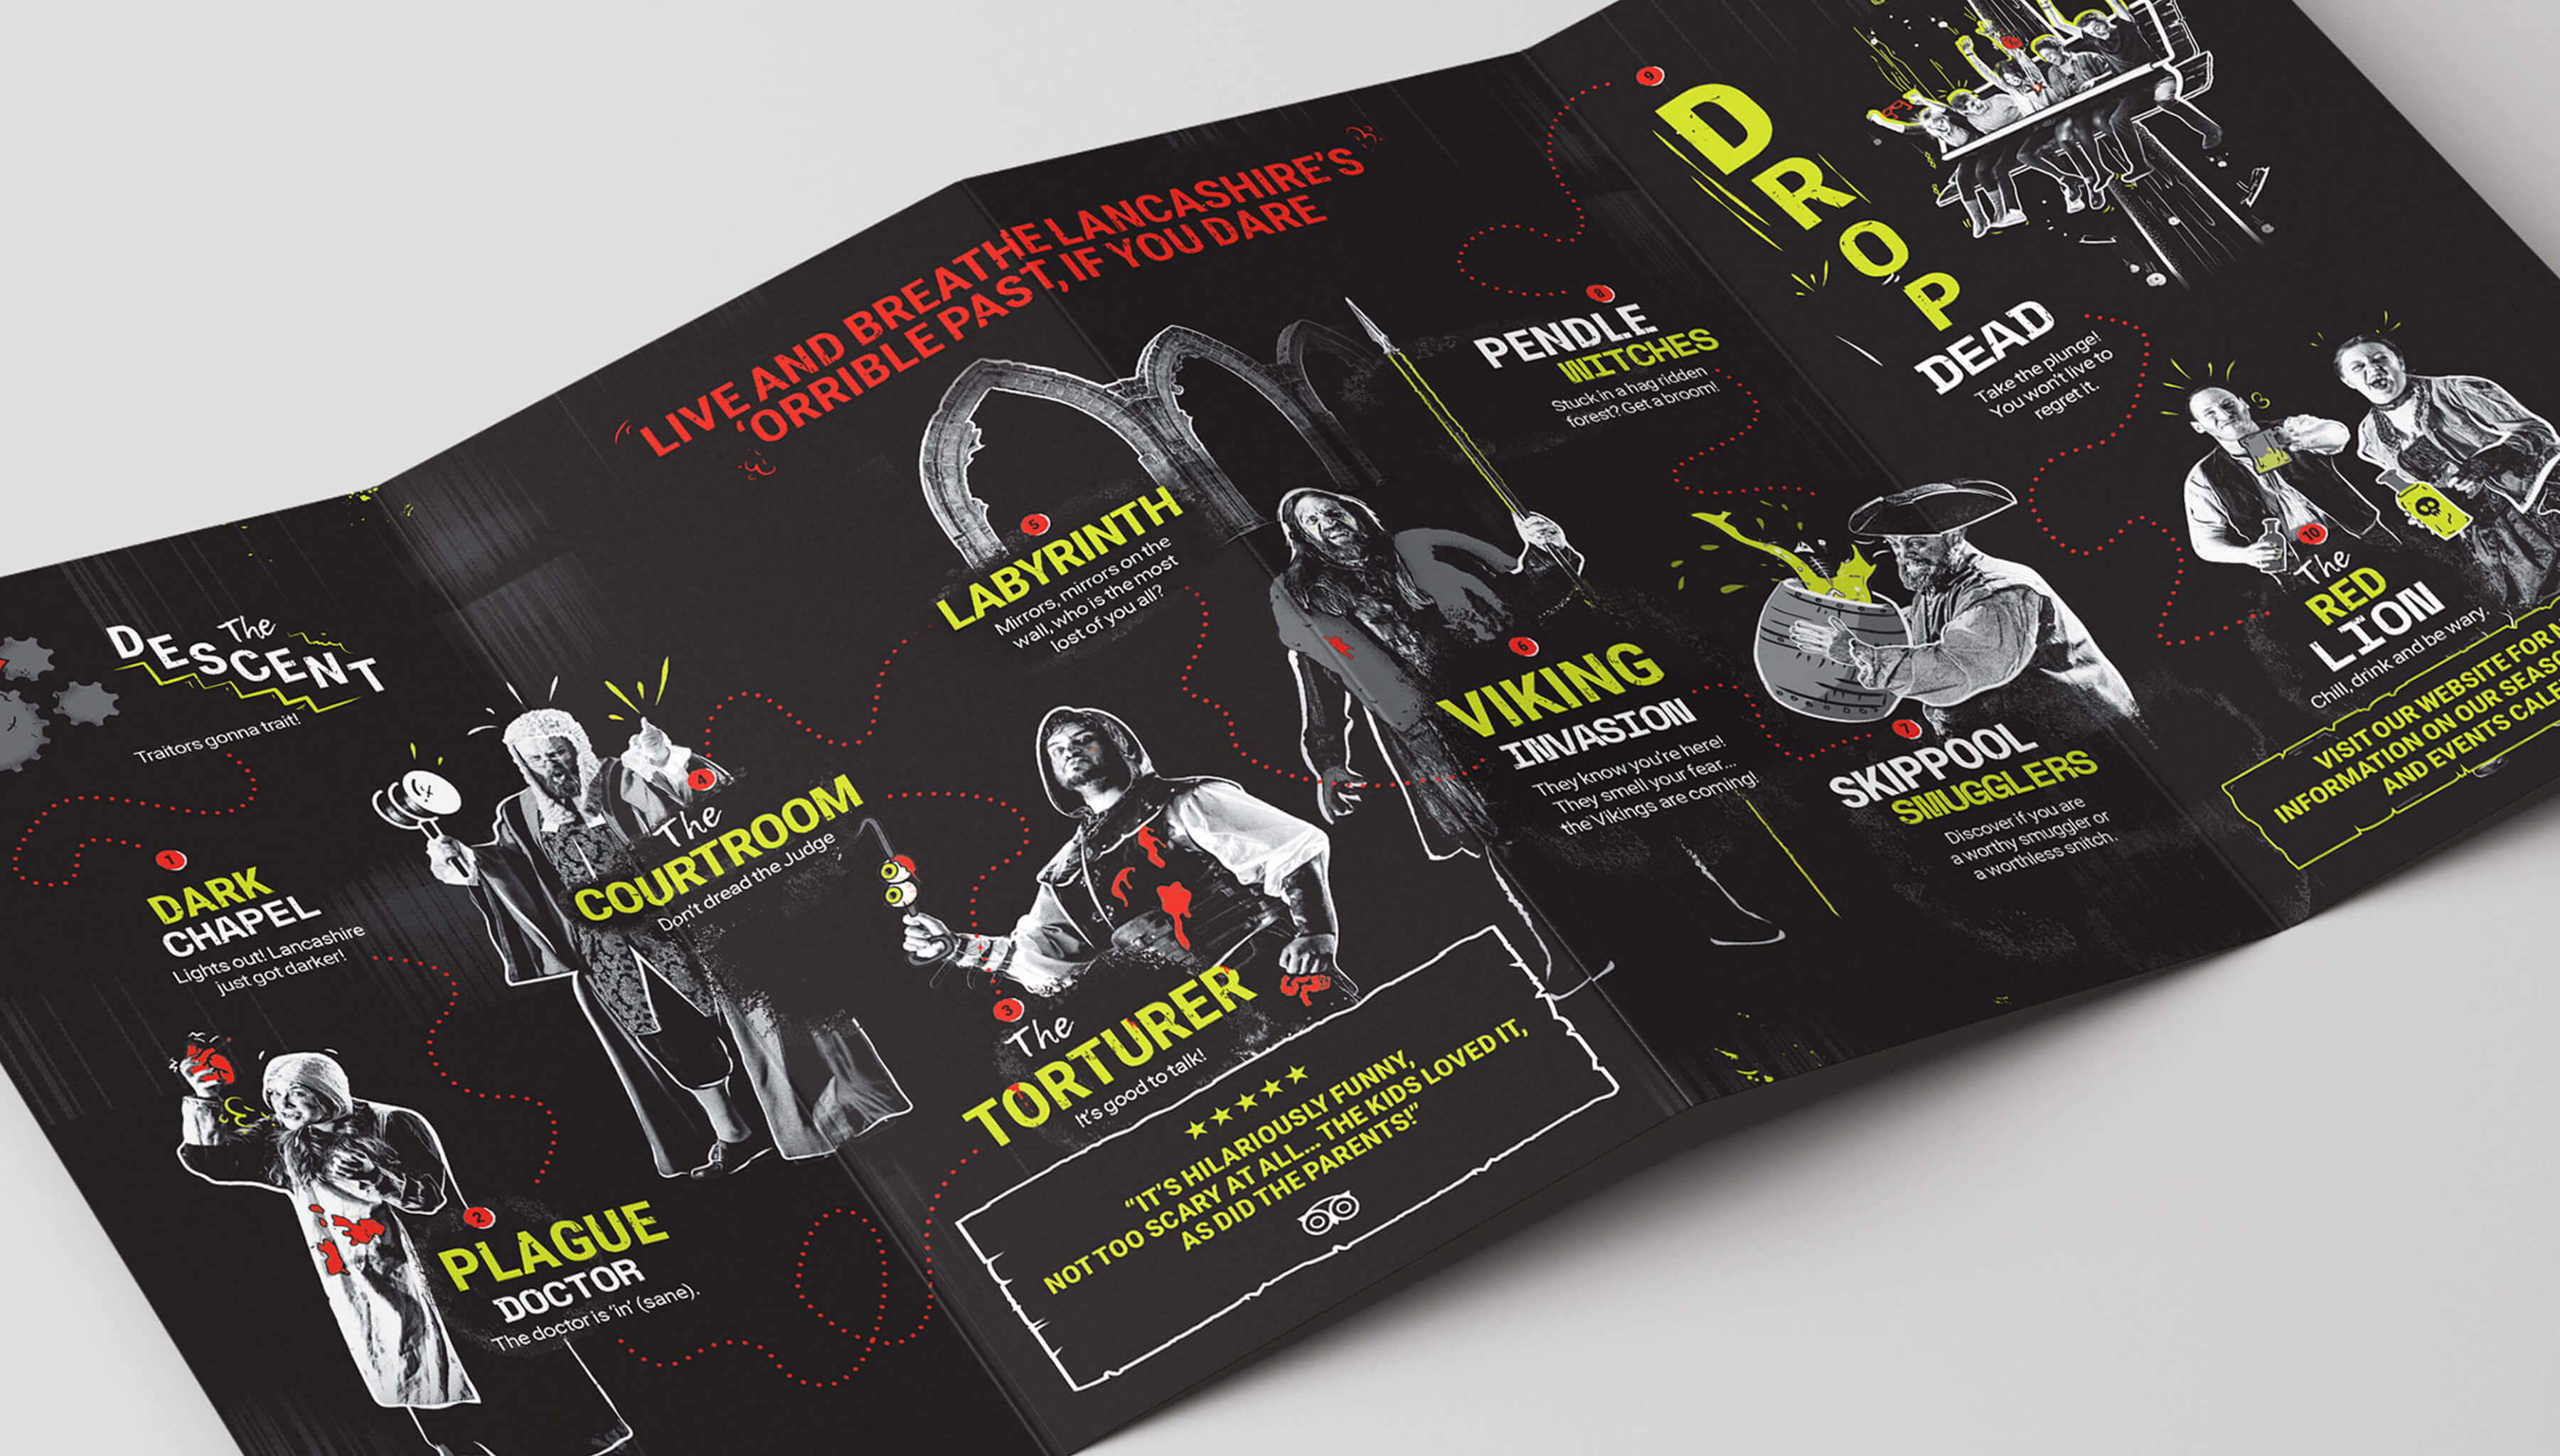 The
DESCENT
Traitors gonna trait!
1
DARK
CHAPEL
Lights out! Lancashire
just got darker!
2
PLAGUE
DOCTOR
The doctor is 'in' (sane).
LIVE AND BREATHE LANCASHIRE'S
'ORRIBLE PAST, IF YOU DARE
4
The
COURTROOM
Don't dread the Judge
3
The
TORTURER
It's good to talk!
5
LABYRINTH
Mirrors, mirrors on the
wall, who is the most
lost of you all?
"IT'S HILARIOUSLY FUNNY,
NOT TOO SCARY AT ALL... THE KIDS LOVED IT,
AS DID THE PARENTS!"
6
VIKING
INVASION
They know you're here!
They smell your fear...
the Vikings are coming!
8
PENDLE
WITCHES
Stuck in a hag ridden
forest? Get a broom!
7
SKIPPOOL
SMUGGLERS
Discover if you are
a worthy smuggler or
a worthless snitch.
9
DROP
DEAD
Take the plunge!
You won't live to
regret it.
10
The
RED
LION
Chill, drink and be wary.
VISIT OUR WEBSITE FOR
INFORMATION ON OUR
AND EVENTS